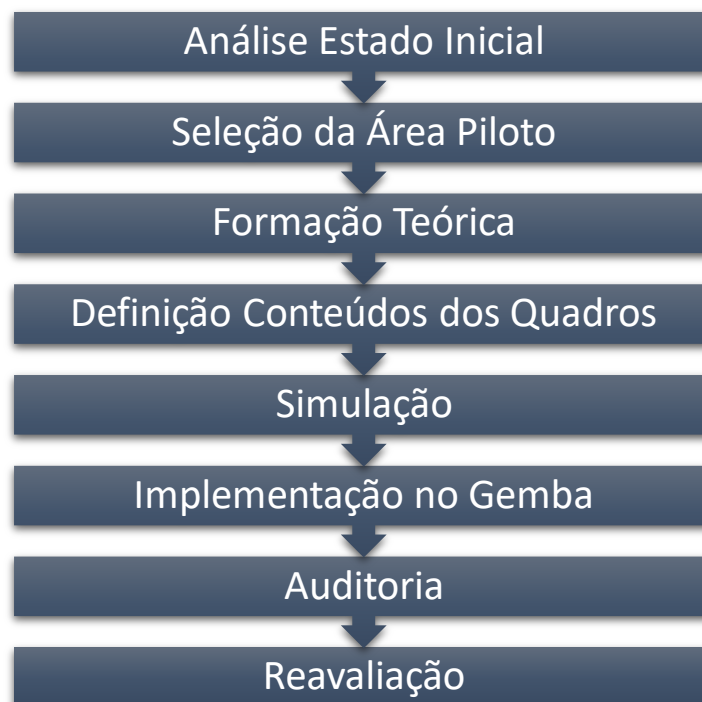 Análise Estado Inicial
Seleção da Área Piloto
Formação Teórica
Definição Conteúdos dos Quadros
Simulação
Implementação no Gemba
Auditoria
Reavaliação